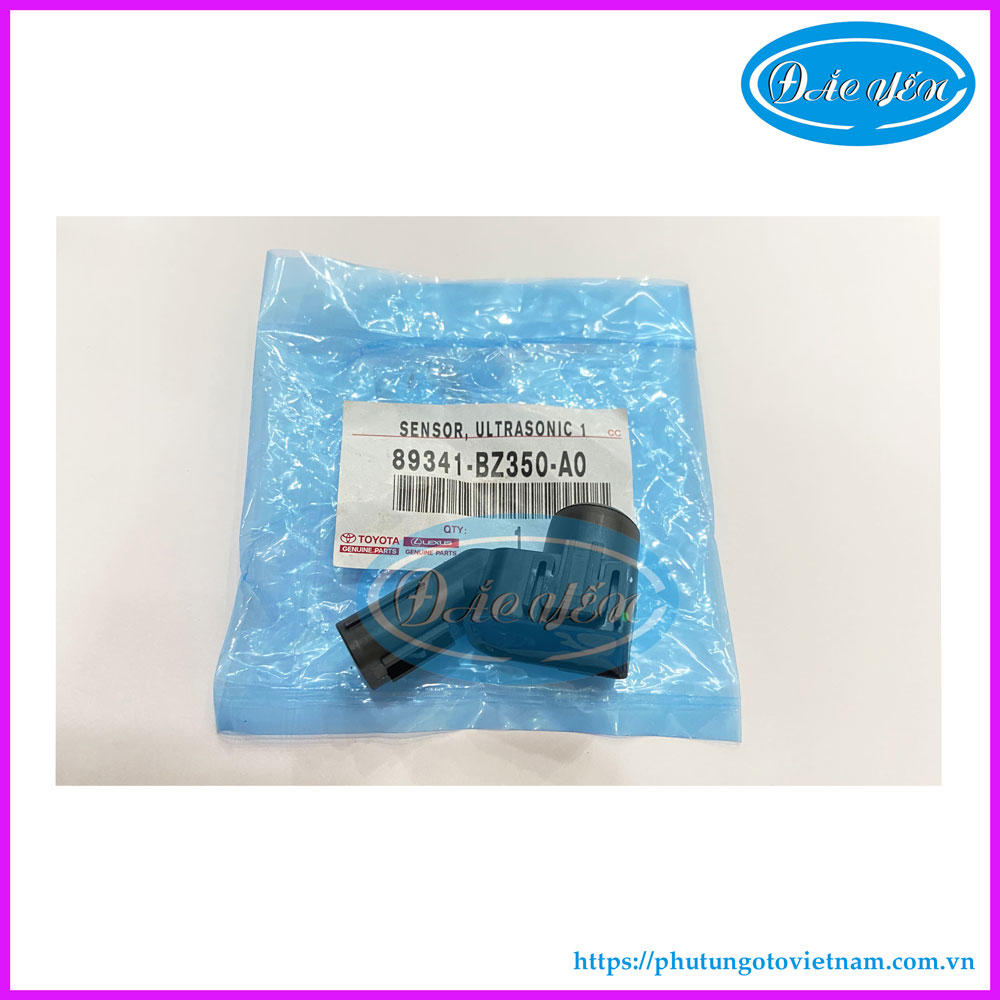 ĐẮC YẾN
SENSOR, ULTRASONIC 1 CC
89341-BZ350-A0
QTY: 1
TOYOTA LEXUS
GENUINE PARTS GENUINE PARTS
ĐẮC YẾN
https://phutungotovietnam.com.vn